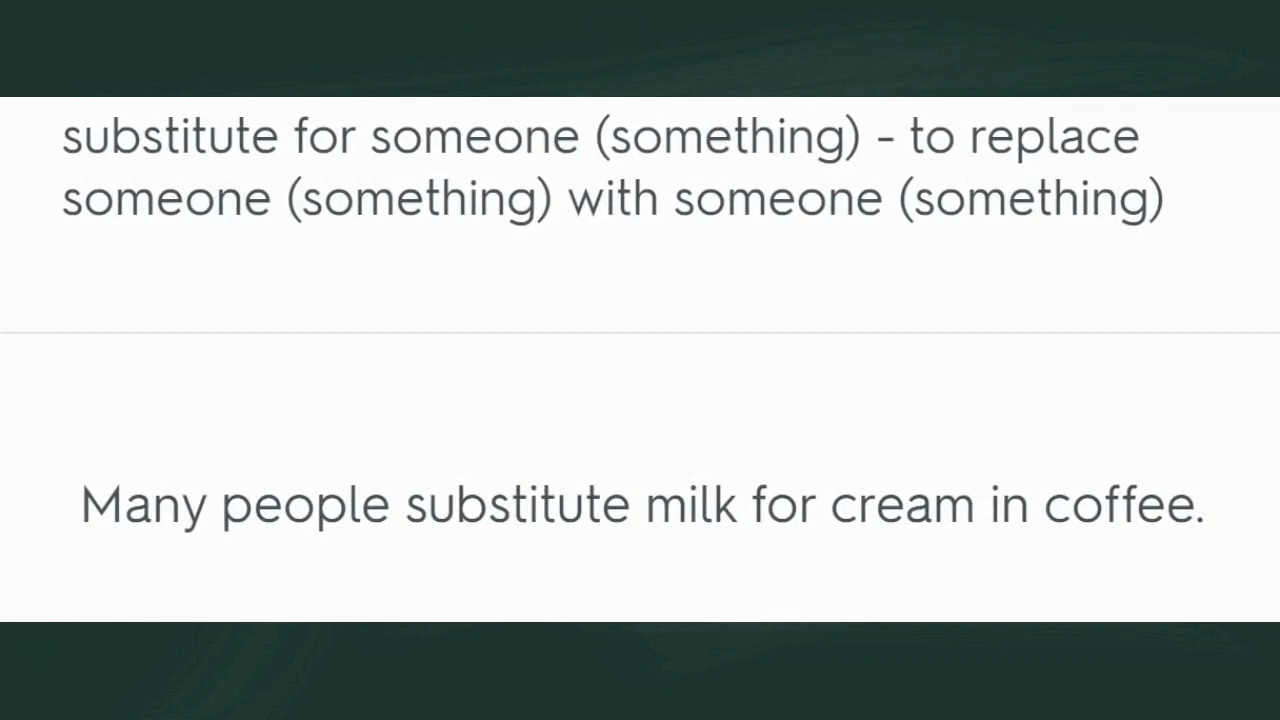 substitute for someone (something) - to replace
someone (something) with someone (something)
Many people substitute milk for cream in coffee.